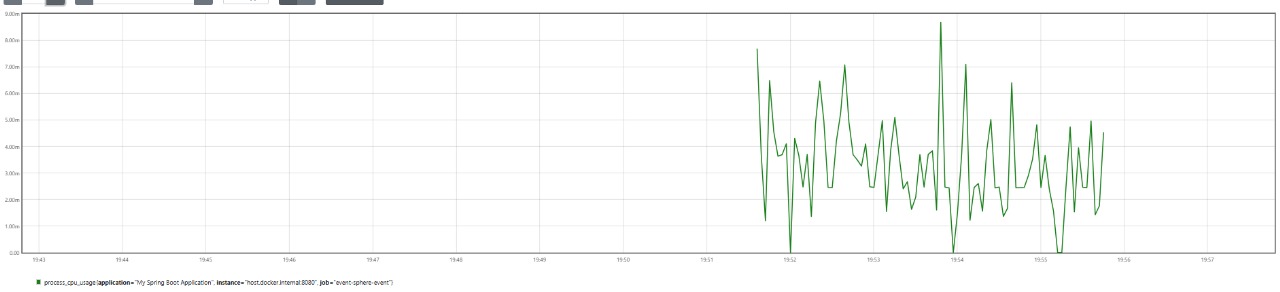 9.00m
8.00m
7.00m
6.00m
5.00m
4.00m
3.00m
2.00m
1.00m
0.00
19:43 19:44 19:45 19:46 19:47 19:48 19:49 19:50 19:51 19:52 19:53 19:54 19:55 19:56 19:57
process_cpu_usage{application="My Spring Boot Application", instance="host.docker.internal:8080", job="event-sphere-event"}